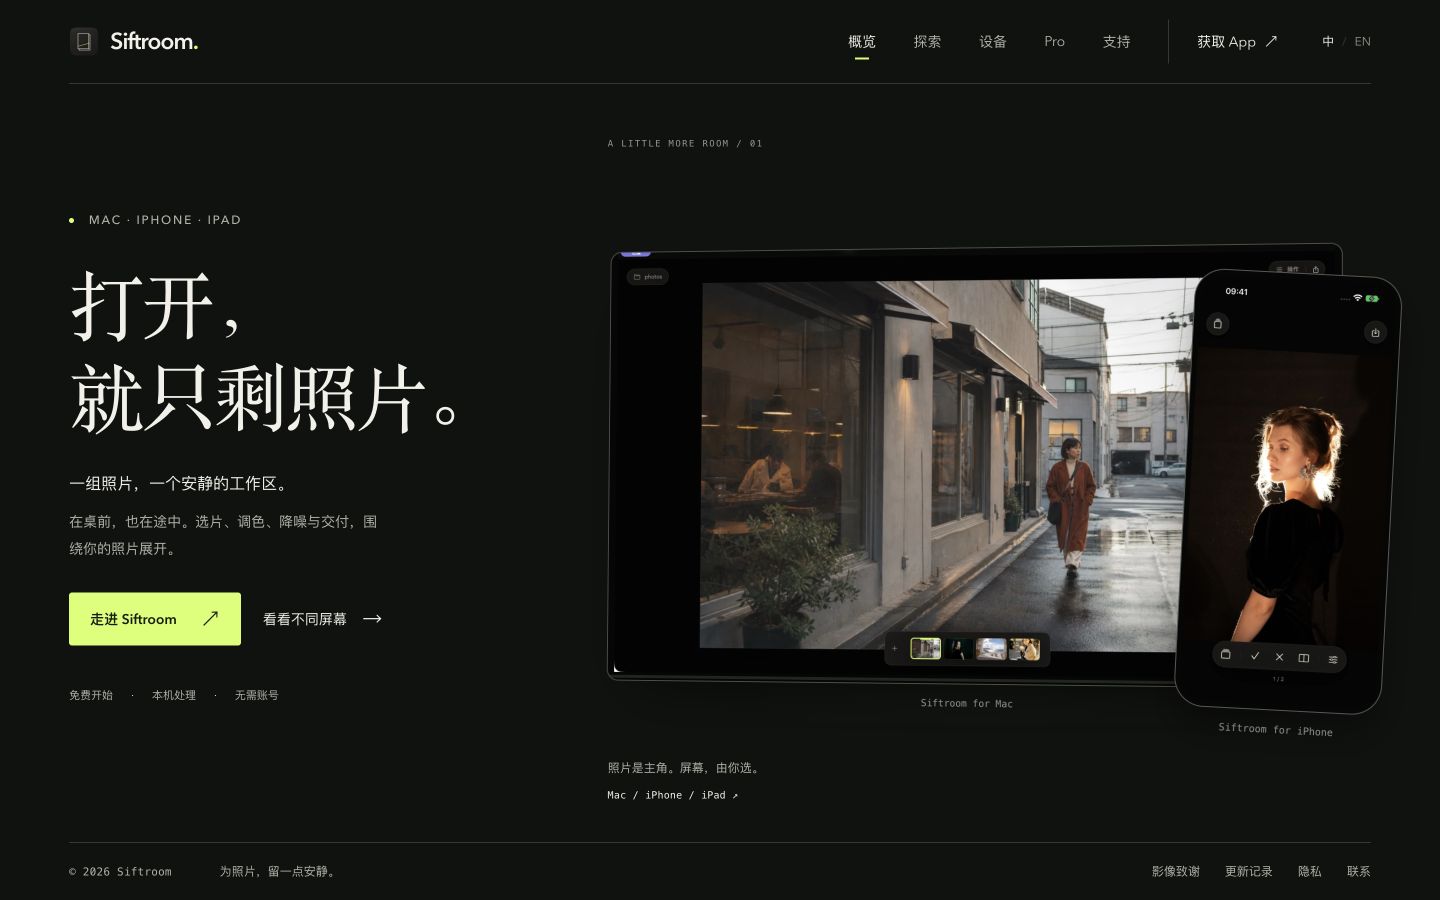 Siftroom.
概览
探索
设备
Pro
支持
获取 App ↗
中 / EN
A LITTLE MORE ROOM / 01
MAC · IPHONE · IPAD
打开，
就只剩照片。
一组照片，一个安静的工作区。
在桌前，也在途中。选片、调色、降噪与交付，围
绕你的照片展开。
走进 Siftroom ↗
看看不同屏幕 →
免费开始 · 本机处理 · 无需账号
photos
操作
09:41
1/2
Siftroom for Mac
Siftroom for iPhone
照片是主角。屏幕，由你选。
Mac / iPhone / iPad ↗
© 2026 Siftroom
为照片，留一点安静。
影像致谢
更新记录
隐私
联系